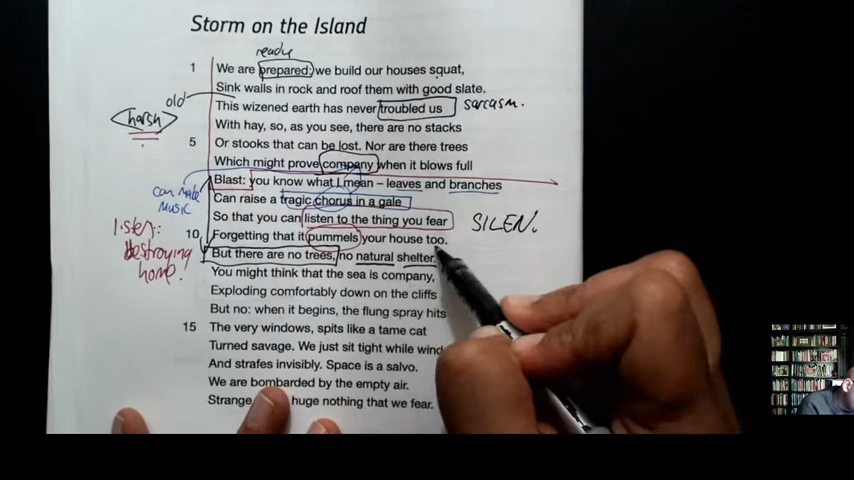 Storm on the Island
ready
1 We are prepared: we build our houses squat,
Sink walls in rock and roof them with good slate.
old
This wizened earth has never troubled us
sarcasm.
harsh
With hay, so, as you see, there are no stacks
5 Or stooks that can be lost. Nor are there trees
Which might prove company when it blows full
Blast: you know what I mean – leaves and branches
can make
music
Can raise a tragic chorus in a gale
So that you can listen to the thing you fear
SILEN.
listen:
Destroying
home.
10 Forgetting that it pummels your house too.
But there are no trees, no natural shelter.
You might think that the sea is company,
Exploding comfortably down on the cliffs
But no: when it begins, the flung spray hits
15 The very windows, spits like a tame cat
Turned savage. We just sit tight while wind
And strafes invisibly. Space is a salvo.
We are bombarded by the empty air.
Strange huge nothing that we fear.